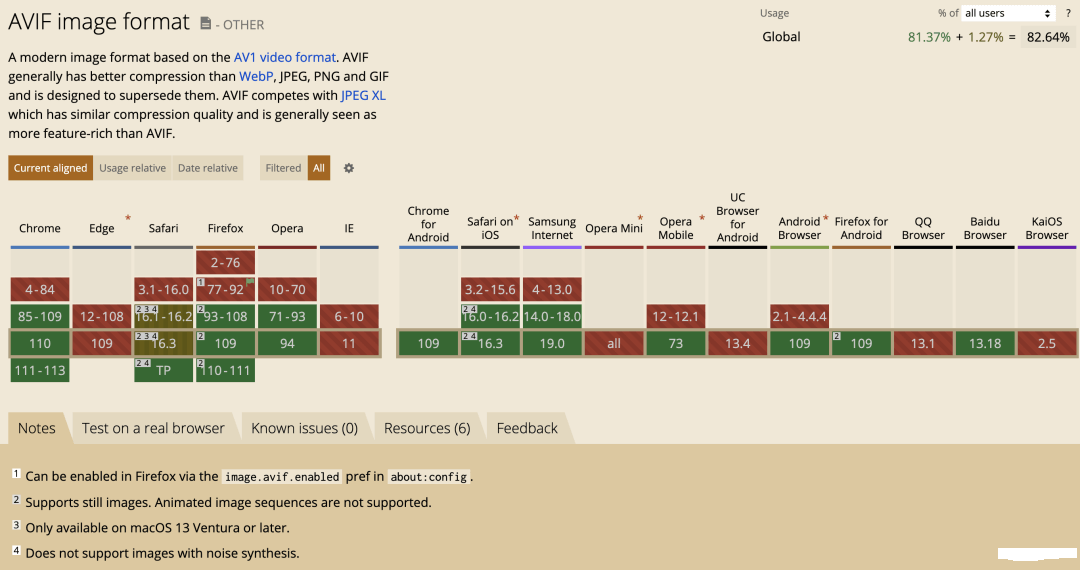 AVIF image format - OTHER
Usage % of all users ?
Global 81.37% + 1.27% = 82.64%
A modern image format based on the AV1 video format. AVIF
generally has better compression than WebP, JPEG, PNG and GIF
and is designed to supersede them. AVIF competes with JPEG XL
which has similar compression quality and is generally seen as
more feature-rich than AVIF.
Current aligned Usage relative Date relative Filtered All
Chrome Edge * Safari Firefox Opera IE
Chrome for Android Safari on iOS * Samsung Internet Opera Mini * Opera Mobile * UC Browser for Android Android Browser * Firefox for Android QQ Browser Baidu Browser KaiOS Browser
2-76
4-84 3.1-16.0 1 77-92 10-70 3.2-15.6 4-13.0
85-109 12-108 2 3 4 16.1-16.2 2 93-108 71-93 6-10 2 4 16.0-16.2 14.0-18.0 12-12.1 2.1-4.4.4
110 109 2 3 4 16.3 2 109 94 11 109 2 4 16.3 19.0 all 73 13.4 109 2 109 13.1 13.18 2.5
111-113 2 4 TP 2 110-111
Notes Test on a real browser Known issues (0) Resources (6) Feedback
1 Can be enabled in Firefox via the image.avif.enabled pref in about:config.
2 Supports still images. Animated image sequences are not supported.
3 Only available on macOS 13 Ventura or later.
4 Does not support images with noise synthesis.